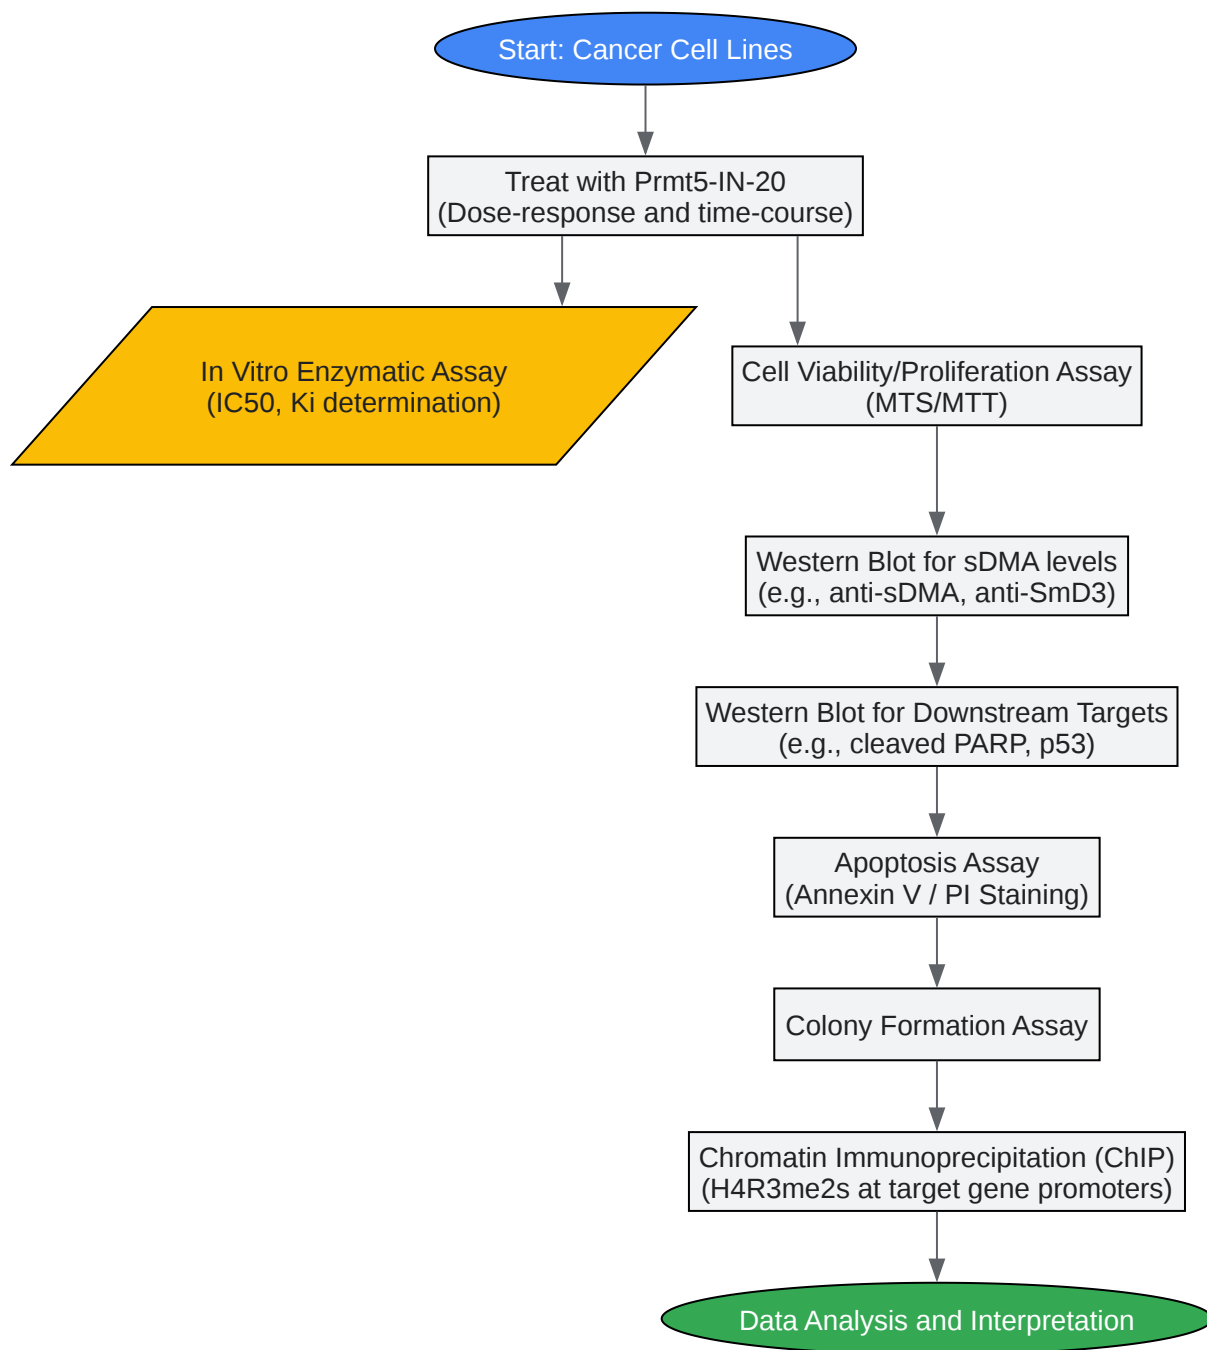 Start: Cancer Cell Lines
Treat with Prmt5-IN-20
(Dose-response and time-course)
In Vitro Enzymatic Assay
(IC50, Ki determination)
Cell Viability/Proliferation Assay
(MTS/MTT)
Western Blot for sDMA levels
(e.g., anti-sDMA, anti-SmD3)
Western Blot for Downstream Targets
(e.g., cleaved PARP, p53)
Apoptosis Assay
(Annexin V / PI Staining)
Colony Formation Assay
Chromatin Immunoprecipitation (ChIP)
(H4R3me2s at target gene promoters)
Data Analysis and Interpretation